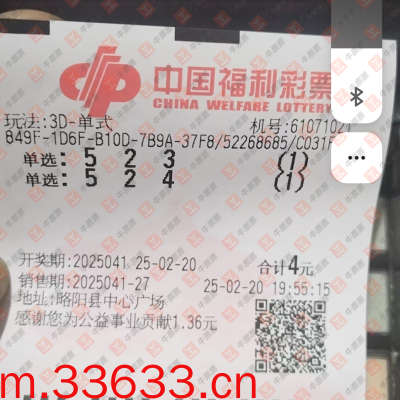 中国福利彩票
CHINA WELFARE LOTTERY
玩法:3D-单式 机号:61071021
849F-1D6F-B10D-7B9A-37F8/52268685/C031F
单选: 5 2 3 (1)
单选: 5 2 4 (1)
开奖期:2025041 25-02-20 合计4元
销售期:2025041-27 25-02-20 19:55:15
地址:略阳县中心广场
感谢您为公益事业贡献1.36元
m.33633.cn